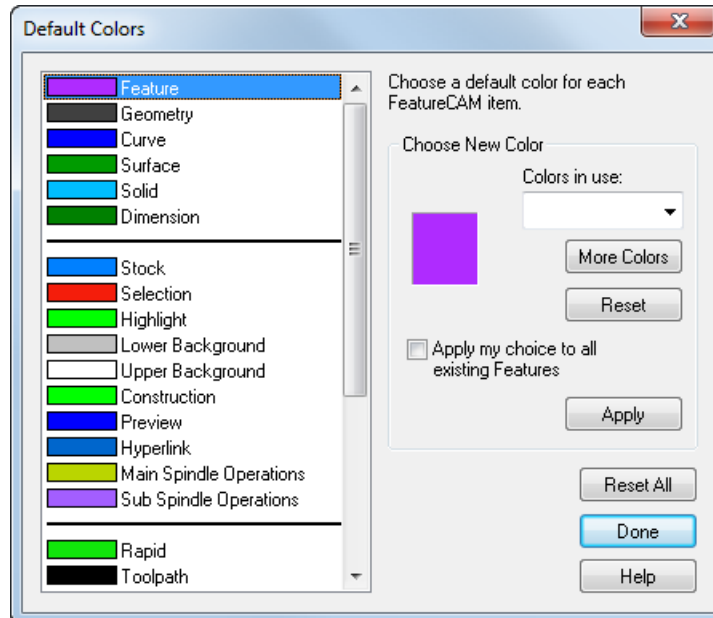 Default Colors
Feature
Geometry
Curve
Surface
Solid
Dimension
Stock
Selection
Highlight
Lower Background
Upper Background
Construction
Preview
Hyperlink
Main Spindle Operations
Sub Spindle Operations
Rapid
Toolpath
Choose a default color for each
FeatureCAM item.
Choose New Color
Colors in use:
More Colors
Reset
Apply my choice to all
existing Features
Apply
Reset All
Done
Help